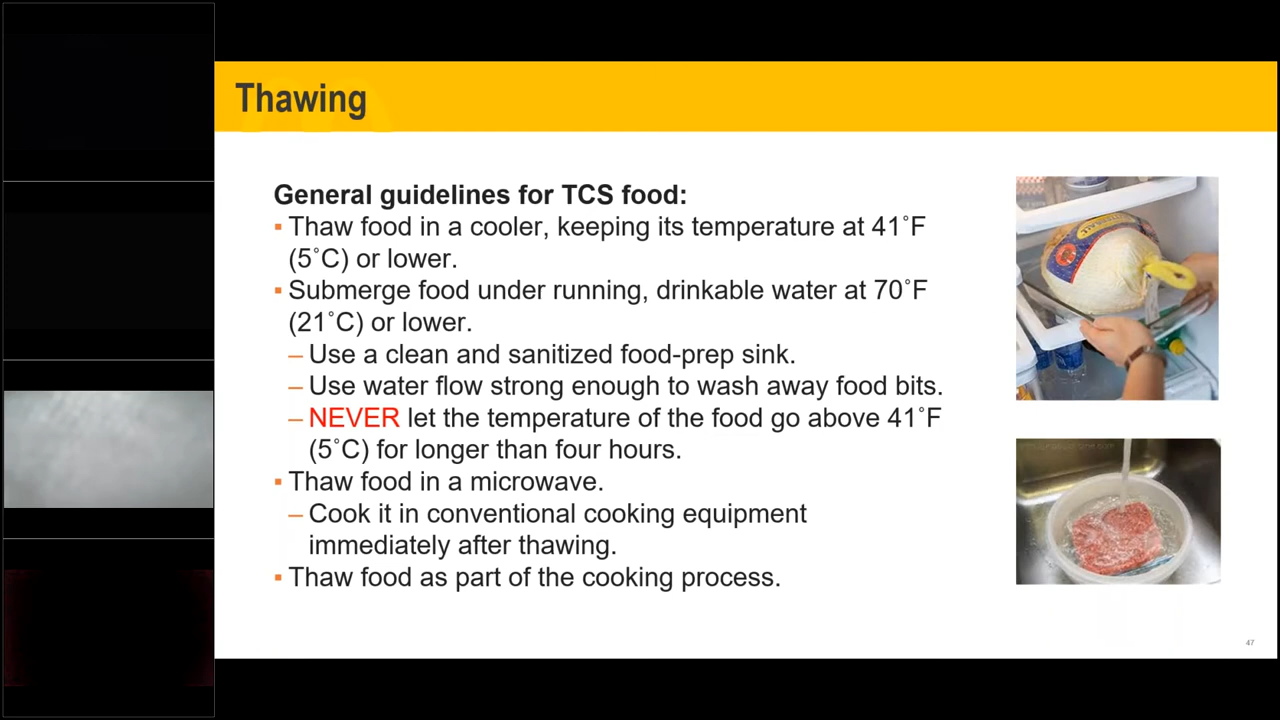 Thawing
General guidelines for TCS food:
▪ Thaw food in a cooler, keeping its temperature at 41˚F
(5˚C) or lower.
▪ Submerge food under running, drinkable water at 70˚F
(21˚C) or lower.
– Use a clean and sanitized food-prep sink.
– Use water flow strong enough to wash away food bits.
– NEVER let the temperature of the food go above 41˚F
(5˚C) for longer than four hours.
▪ Thaw food in a microwave.
– Cook it in conventional cooking equipment
immediately after thawing.
▪ Thaw food as part of the cooking process.
47